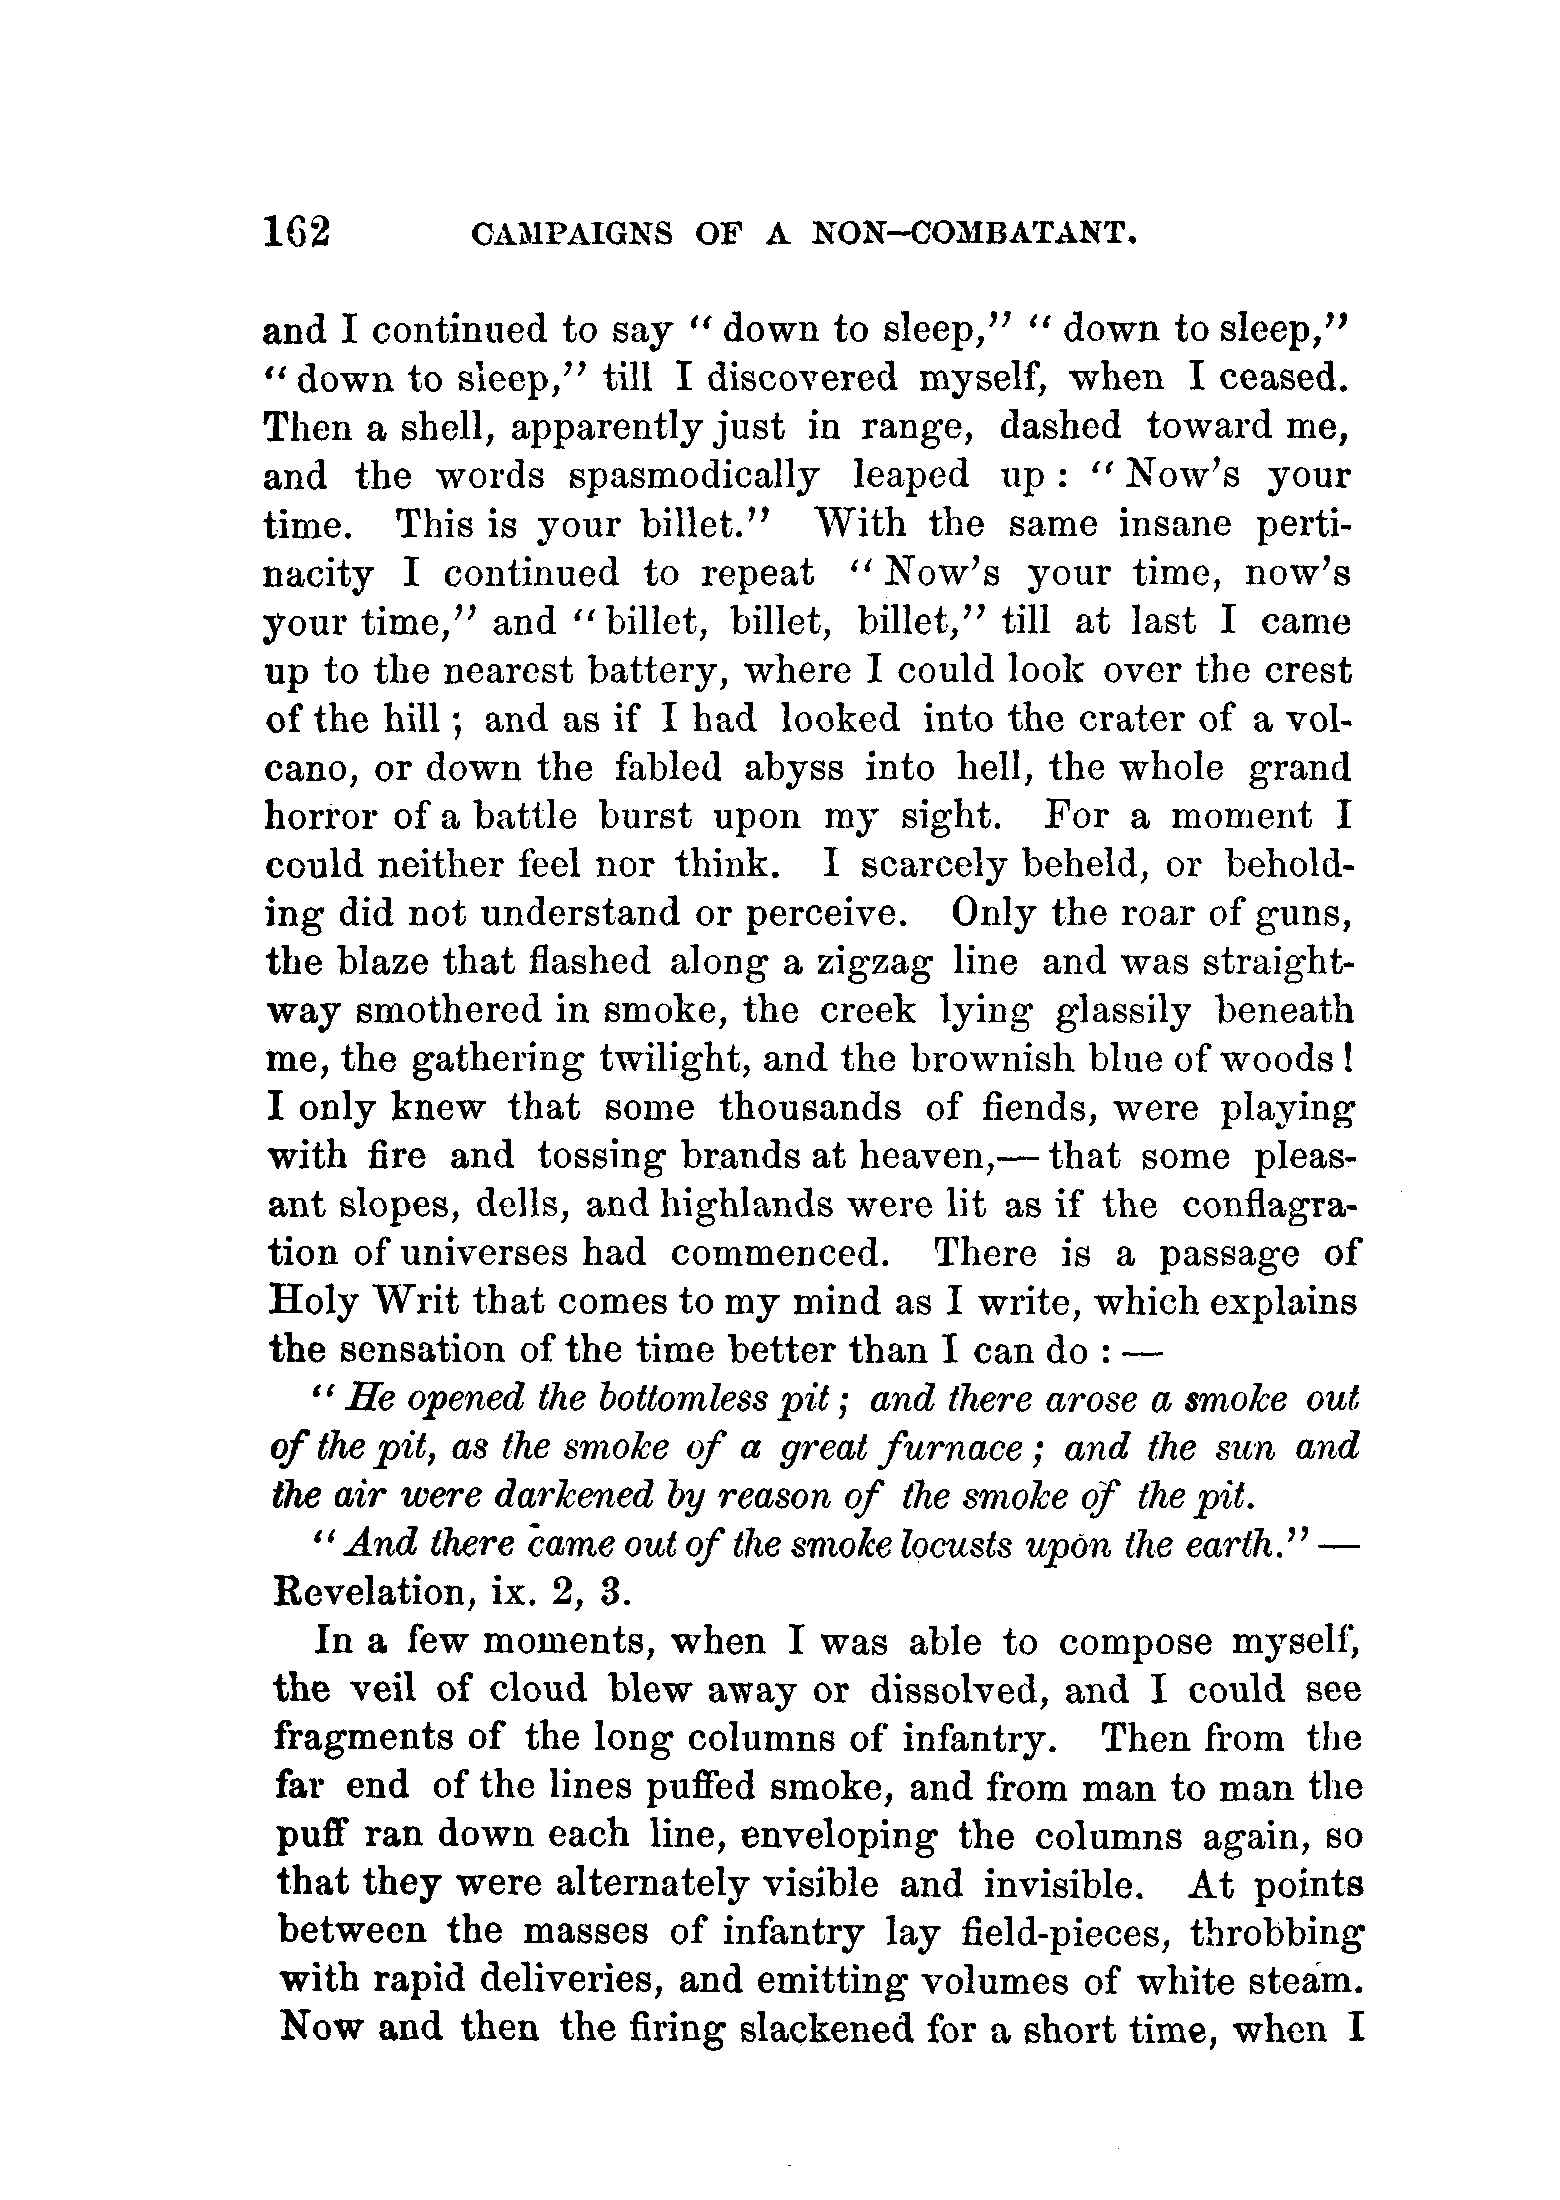 162 CAMPAIGNS OF A NON-COMBATANT.
and I continued to say “down to sleep,” “down to sleep,”
“down to sleep,” till I discovered myself, when I ceased.
Then a shell, apparently just in range, dashed toward me,
and the words spasmodically leaped up: “Now’s your
time. This is your billet.” With the same insane perti-
nacity I continued to repeat “Now’s your time, now’s
your time,” and “billet, billet, billet,” till at last I came
up to the nearest battery, where I could look over the crest
of the hill; and as if I had looked into the crater of a vol-
cano, or down the fabled abyss into hell, the whole grand
horror of a battle burst upon my sight. For a moment I
could neither feel nor think. I scarcely beheld, or behold-
ing did not understand or perceive. Only the roar of guns,
the blaze that flashed along a zigzag line and was straight-
way smothered in smoke, the creek lying glassily beneath
me, the gathering twilight, and the brownish blue of woods!
I only knew that some thousands of fiends, were playing
with fire and tossing brands at heaven,— that some pleas-
ant slopes, dells, and highlands were lit as if the conflagra-
tion of universes had commenced. There is a passage of
Holy Writ that comes to my mind as I write, which explains
the sensation of the time better than I can do: —
“He opened the bottomless pit; and there arose a smoke out
of the pit, as the smoke of a great furnace; and the sun and
the air were darkened by reason of the smoke of the pit.
“And there came out of the smoke locusts upon the earth.” —
Revelation, ix. 2, 3.
In a few moments, when I was able to compose myself,
the veil of cloud blew away or dissolved, and I could see
fragments of the long columns of infantry. Then from the
far end of the lines puffed smoke, and from man to man the
puff ran down each line, enveloping the columns again, so
that they were alternately visible and invisible. At points
between the masses of infantry lay field-pieces, throbbing
with rapid deliveries, and emitting volumes of white steam.
Now and then the firing slackened for a short time, when I